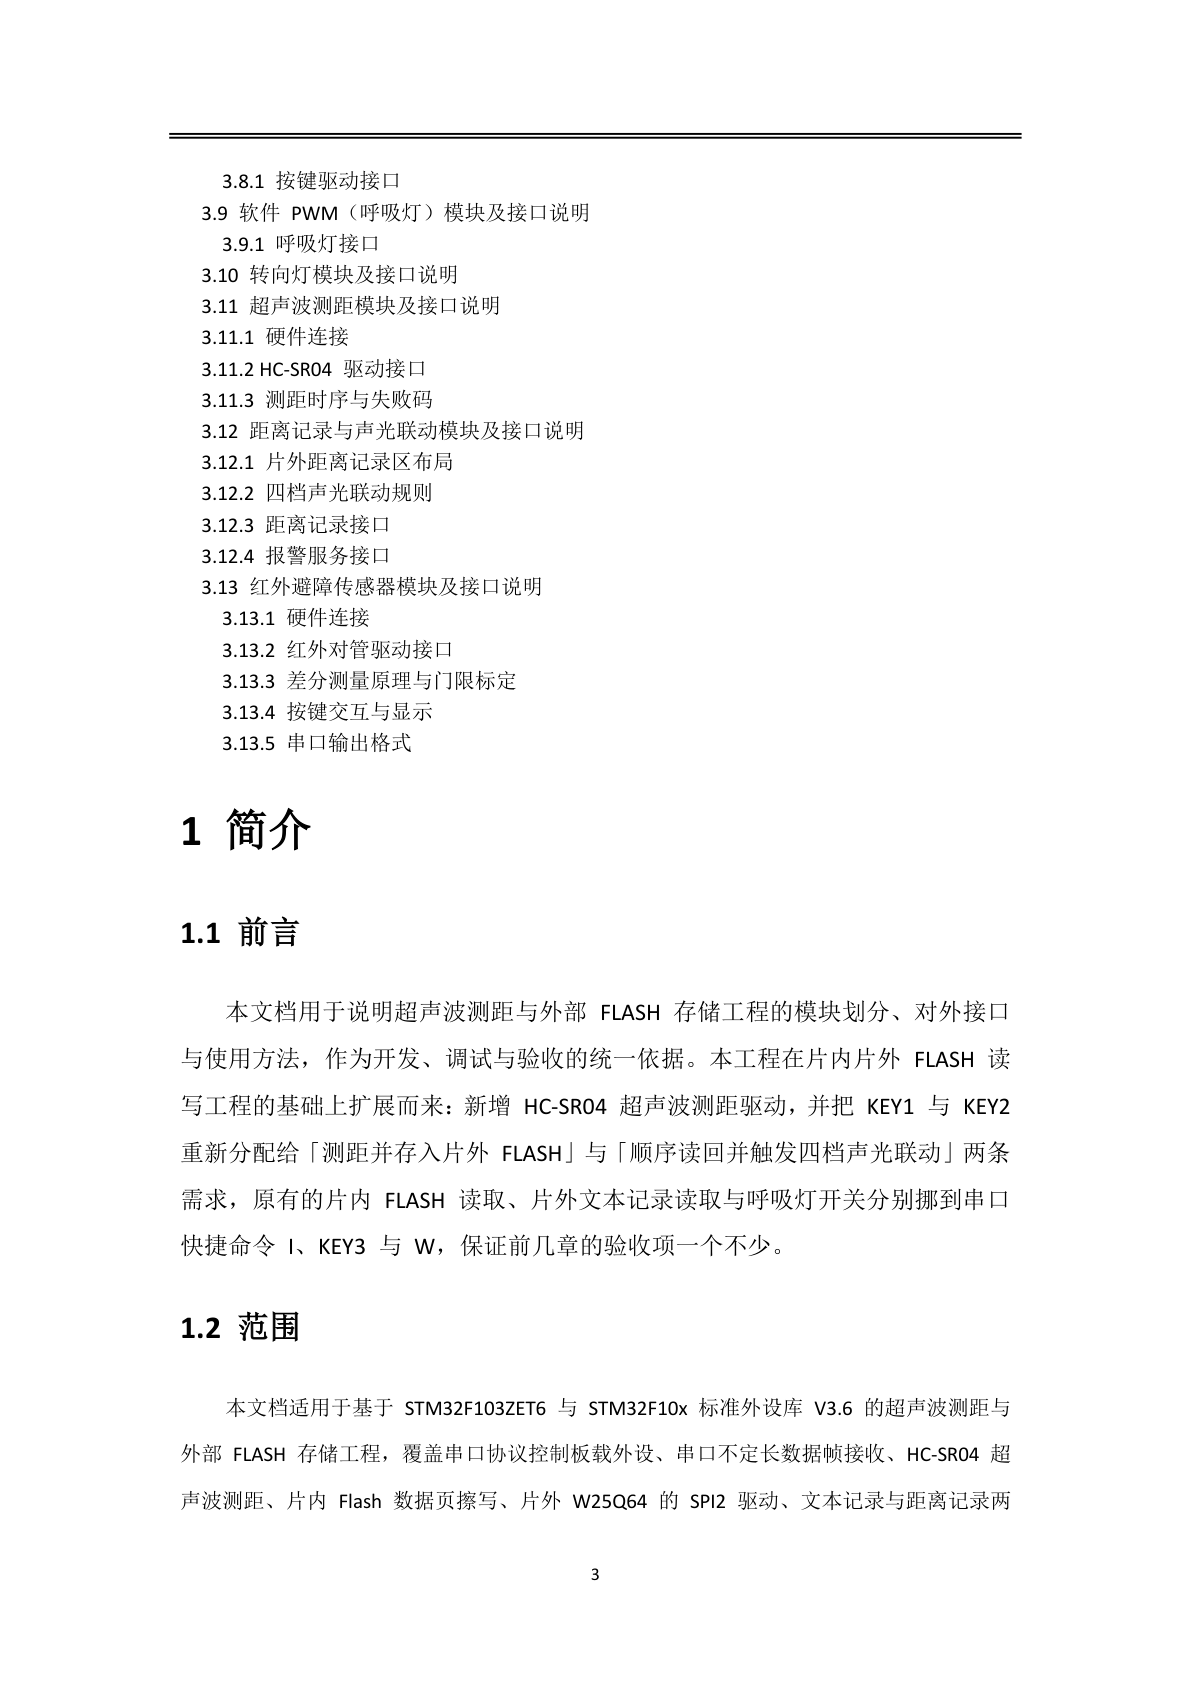 3.8.1 按键驱动接口
3.9 软件 PWM（呼吸灯）模块及接口说明
3.9.1 呼吸灯接口
3.10 转向灯模块及接口说明
3.11 超声波测距模块及接口说明
3.11.1 硬件连接
3.11.2 HC-SR04 驱动接口
3.11.3 测距时序与失败码
3.12 距离记录与声光联动模块及接口说明
3.12.1 片外距离记录区布局
3.12.2 四档声光联动规则
3.12.3 距离记录接口
3.12.4 报警服务接口
3.13 红外避障传感器模块及接口说明
3.13.1 硬件连接
3.13.2 红外对管驱动接口
3.13.3 差分测量原理与门限标定
3.13.4 按键交互与显示
3.13.5 串口输出格式
1 简介
1.1 前言
本文档用于说明超声波测距与外部 FLASH 存储工程的模块划分、对外接口
与使用方法，作为开发、调试与验收的统一依据。本工程在片内片外 FLASH 读
写工程的基础上扩展而来：新增 HC-SR04 超声波测距驱动，并把 KEY1 与 KEY2
重新分配给「测距并存入片外 FLASH」与「顺序读回并触发四档声光联动」两条
需求，原有的片内 FLASH 读取、片外文本记录读取与呼吸灯开关分别挪到串口
快捷命令 I、KEY3 与 W，保证前几章的验收项一个不少。
1.2 范围
本文档适用于基于 STM32F103ZET6 与 STM32F10x 标准外设库 V3.6 的超声波测距与
外部 FLASH 存储工程，覆盖串口协议控制板载外设、串口不定长数据帧接收、HC-SR04 超
声波测距、片内 Flash 数据页擦写、片外 W25Q64 的 SPI2 驱动、文本记录与距离记录两
3